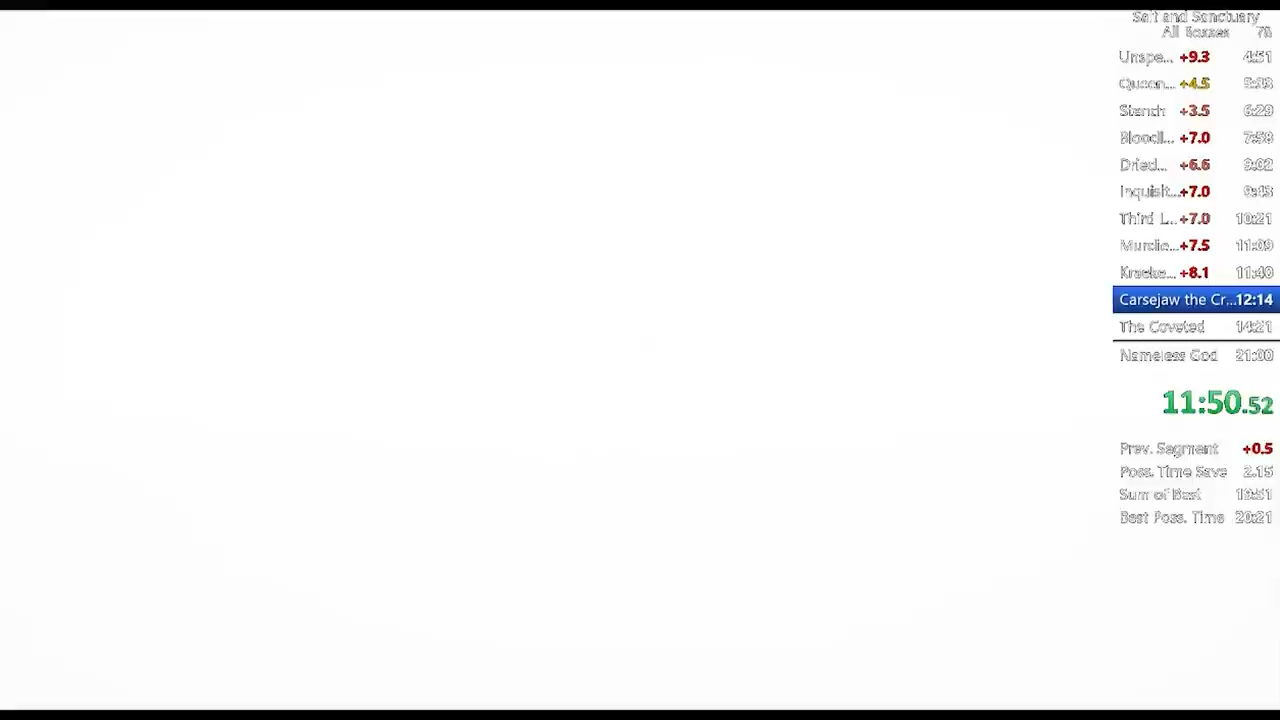 Salt and Sanctuary
All Bosses 78
Unspe... +9.3 4:51
Queen... +4.5 5:33
Stench +3.5 6:29
Bloodl... +7.0 7:58
Dried... +6.6 9:02
Inquisit...+7.0 9:43
Third L... +7.0 10:21
Murdie... +7.5 11:09
Kraeke... +8.1 11:40
Carsejaw the Cr...12:14
The Coveted 14:21
Nameless God 21:00
11:50.52
Prev. Segment +0.5
Poss. Time Save 2.15
Sum of Best
Best Poss. Time 20:21